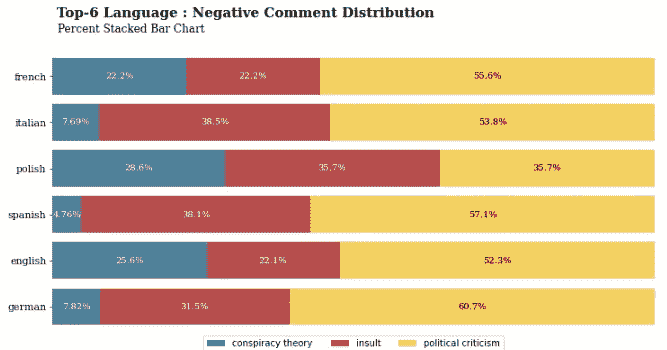 Top-6 Language : Negative Comment Distribution
Percent Stacked Bar Chart
french 22.2% 22.2% 55.6%
italian 7.69% 38.5% 53.8%
polish 28.6% 35.7% 35.7%
spanish 4.76% 38.1% 57.1%
english 25.6% 22.1% 52.3%
german 7.82% 31.5% 60.7%
conspiracy theory insult political criticism